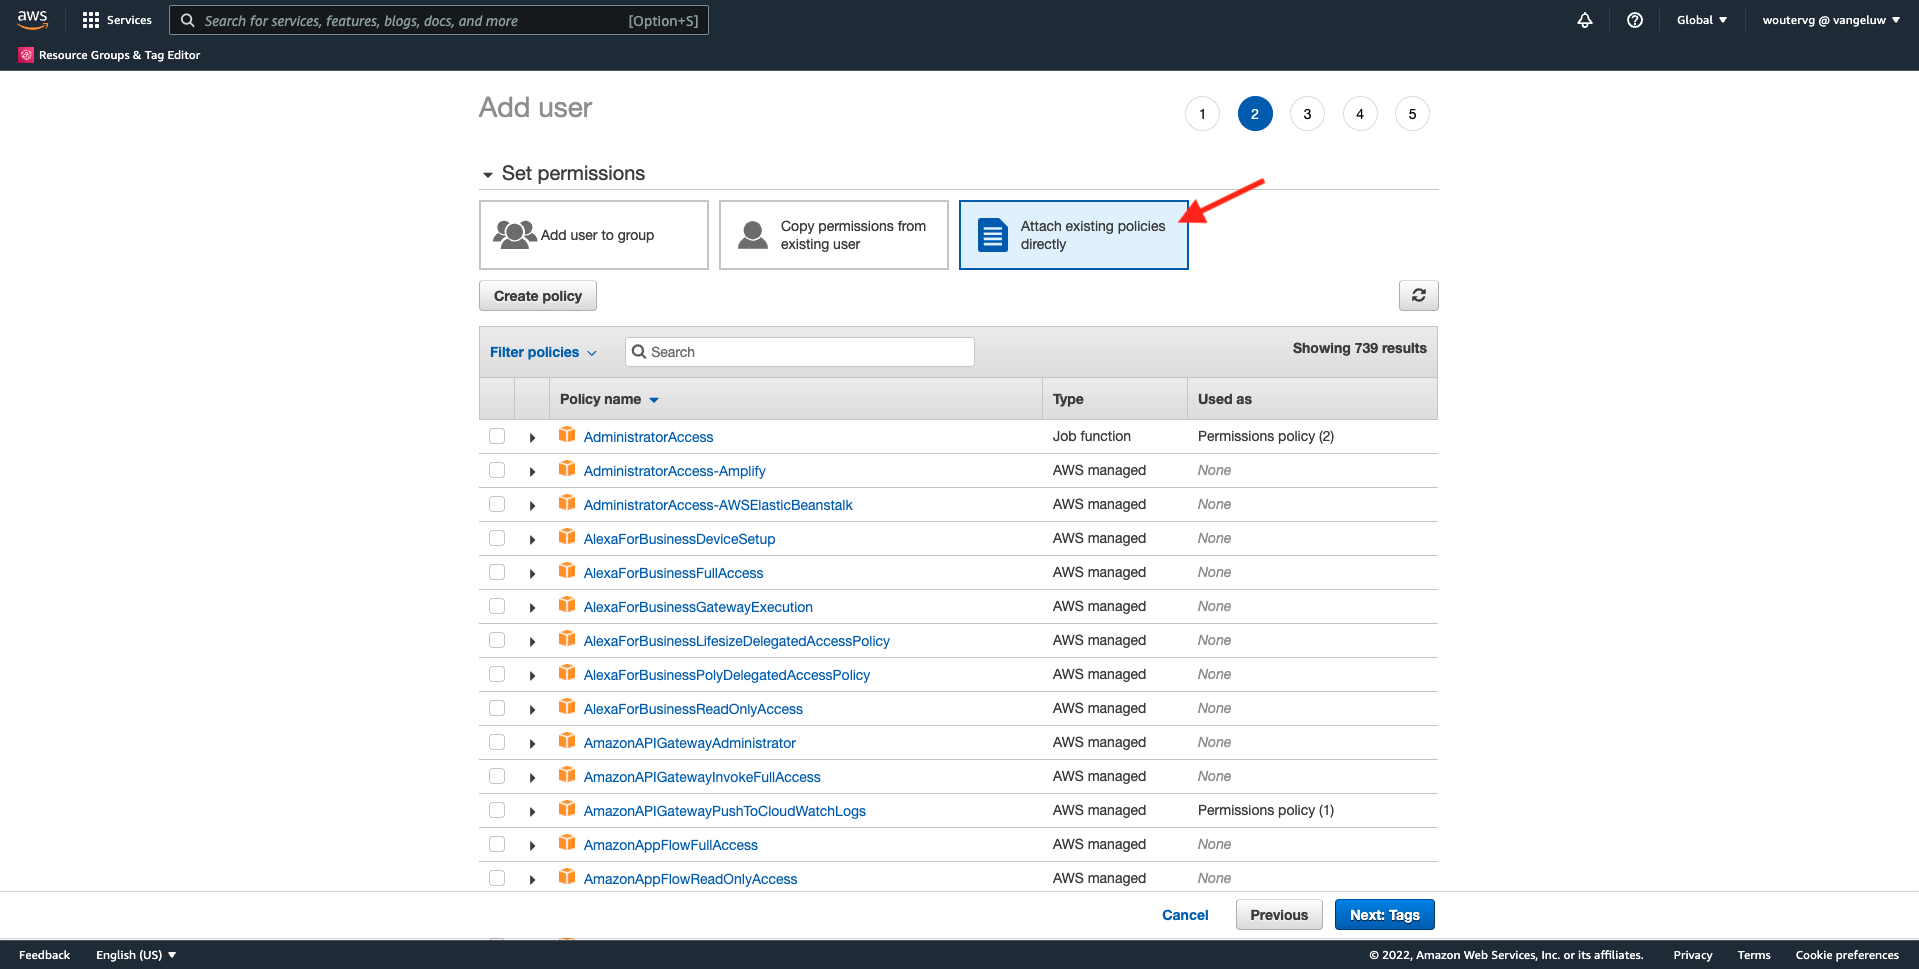 aws
Services
Search for services, features, blogs, docs, and more
[Option+S]
Global
woutervg @ vangeluw
Resource Groups & Tag Editor
Add user
1 2 3 4 5
Set permissions
Add user to group
Copy permissions from
existing user
Attach existing policies
directly
Create policy
Filter policies
Search
Showing 739 results
Policy name Type Used as
AdministratorAccess Job function Permissions policy (2)
AdministratorAccess-Amplify AWS managed None
AdministratorAccess-AWSElasticBeanstalk AWS managed None
AlexaForBusinessDeviceSetup AWS managed None
AlexaForBusinessFullAccess AWS managed None
AlexaForBusinessGatewayExecution AWS managed None
AlexaForBusinessLifesizeDelegatedAccessPolicy AWS managed None
AlexaForBusinessPolyDelegatedAccessPolicy AWS managed None
AlexaForBusinessReadOnlyAccess AWS managed None
AmazonAPIGatewayAdministrator AWS managed None
AmazonAPIGatewayInvokeFullAccess AWS managed None
AmazonAPIGatewayPushToCloudWatchLogs AWS managed Permissions policy (1)
AmazonAppFlowFullAccess AWS managed None
AmazonAppFlowReadOnlyAccess AWS managed None
Cancel Previous Next: Tags
Feedback English (US) © 2022, Amazon Web Services, Inc. or its affiliates. Privacy Terms Cookie preferences